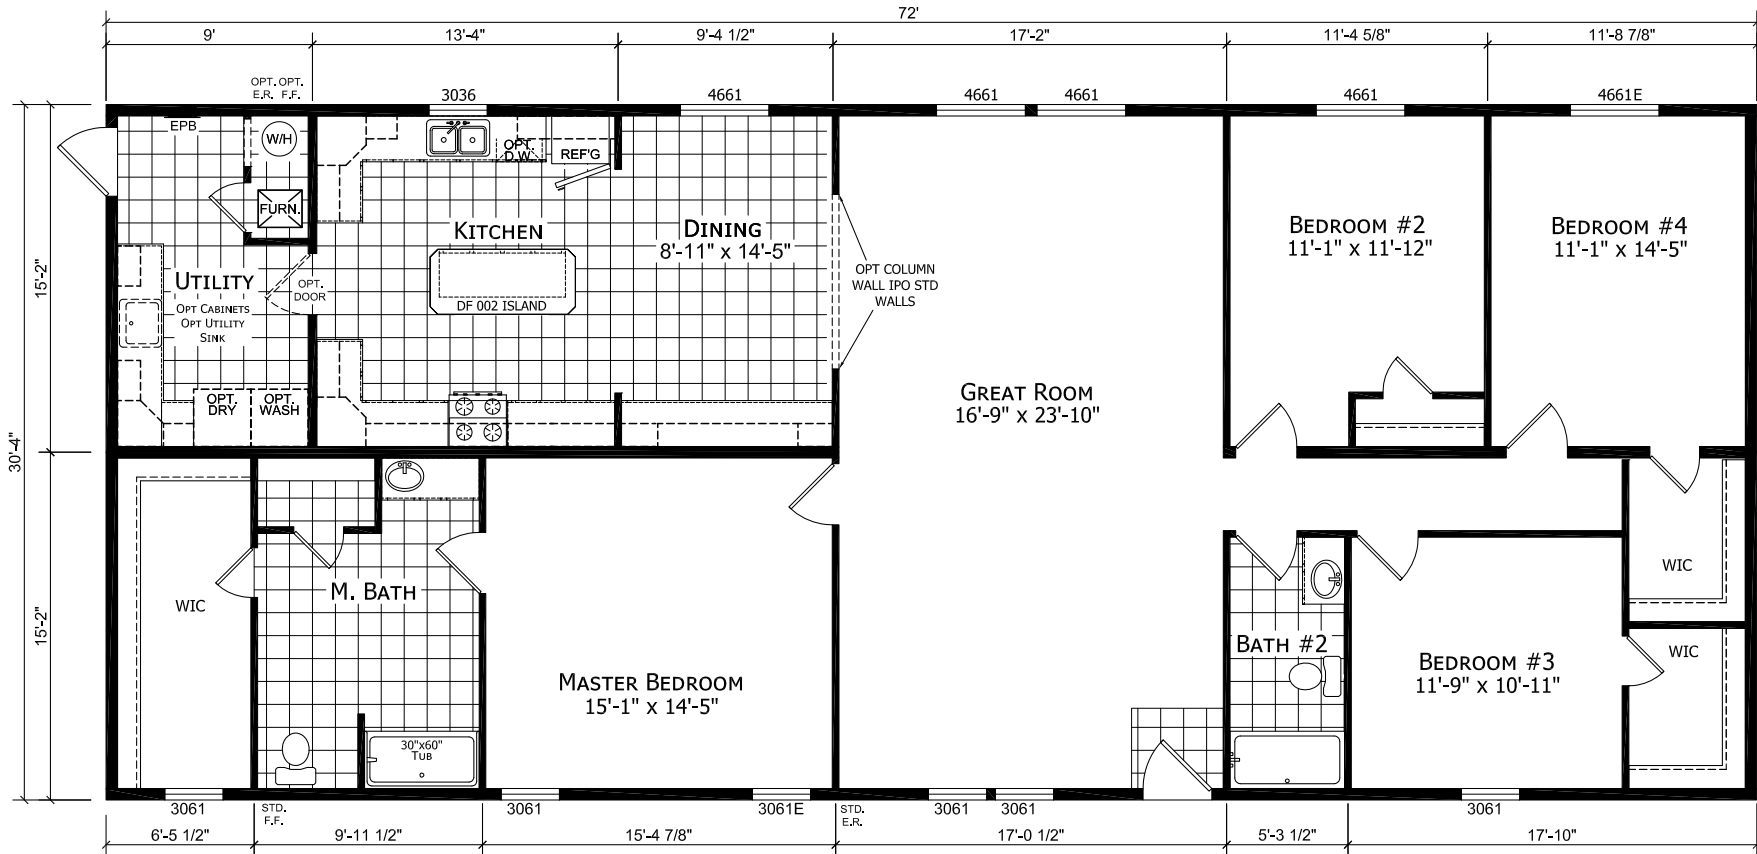 72'
9'
13'-4"
9'-4 1/2"
17'-2"
11'-4 5/8"
11'-8 7/8"
OPT. OPT.
E.R. F.F.
3036
4661
4661
4661
4661
4661E
EPB
W/H
FURN.
OPT.
D.W.
REF'G
KITCHEN
DINING
8'-11" x 14'-5"
BEDROOM #2
11'-1" x 11'-12"
BEDROOM #4
11'-1" x 14'-5"
15'-2"
UTILITY
OPT CABINETS
OPT UTILITY
SINK
OPT.
DOOR
DF 002 ISLAND
OPT COLUMN
WALL IPO STD
WALLS
OPT.
DRY
OPT.
WASH
GREAT ROOM
16'-9" x 23'-10"
30'-4"
15'-2"
WIC
M. BATH
MASTER BEDROOM
15'-1" x 14'-5"
30"x60"
TUB
BATH #2
BEDROOM #3
11'-9" x 10'-11"
WIC
WIC
3061
STD.
F.F.
3061
3061E
STD.
E.R.
3061
3061
3061
6'-5 1/2"
9'-11 1/2"
15'-4 7/8"
17'-0 1/2"
5'-3 1/2"
17'-10"